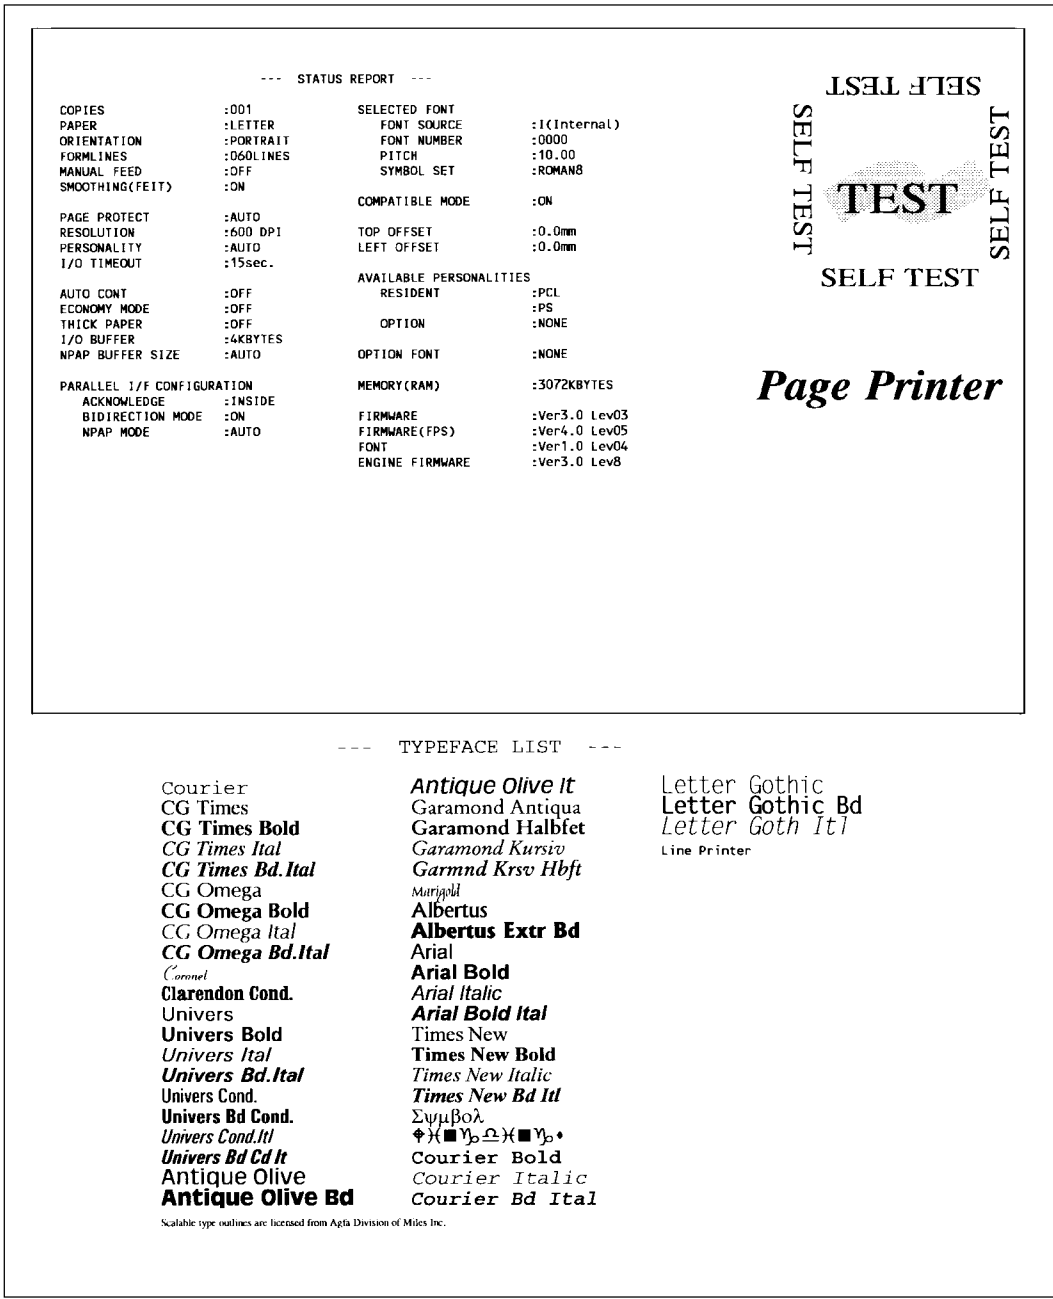 --- STATUS REPORT ---
COPIES :001
PAPER :LETTER
ORIENTATION :PORTRAIT
FORMLINES :060LINES
MANUAL FEED :OFF
SMOOTHING(FEIT) :ON
PAGE PROTECT :AUTO
RESOLUTION :600 DPI
PERSONALITY :AUTO
I/O TIMEOUT :15sec.
AUTO CONT :OFF
ECONOMY MODE :OFF
THICK PAPER :OFF
I/O BUFFER :4KBYTES
NPAP BUFFER SIZE :AUTO
PARALLEL I/F CONFIGURATION
ACKNOWLEDGE :INSIDE
BIDIRECTION MODE :ON
NPAP MODE :AUTO
SELECTED FONT
FONT SOURCE :I(Internal)
FONT NUMBER :0000
PITCH :10.00
SYMBOL SET :ROMAN8
COMPATIBLE MODE :ON
TOP OFFSET :0.0mm
LEFT OFFSET :0.0mm
AVAILABLE PERSONALITIES
RESIDENT :PCL
:PS
OPTION :NONE
OPTION FONT :NONE
MEMORY(RAM) :3072KBYTES
FIRMWARE :Ver3.0 Lev03
FIRMWARE(FPS) :Ver4.0 Lev05
FONT :Ver1.0 Lev04
ENGINE FIRMWARE :Ver3.0 Lev8
SELF TEST
SELF TEST
TEST
SELF TEST
SELF TEST
Page Printer
--- TYPEFACE LIST ---
Courier
CG Times
CG Times Bold
CG Times Ital
CG Times Bd.Ital
CG Omega
CG Omega Bold
CG Omega Ital
CG Omega Bd.Ital
Coronet
Clarendon Cond.
Univers
Univers Bold
Univers Ital
Univers Bd.Ital
Univers Cond.
Univers Bd Cond.
Univers Cond.Itl
Univers Bd Cd It
Antique Olive
Antique Olive Bd
Antique Olive It
Garamond Antiqua
Garamond Halbfet
Garamond Kursiv
Garmnd Krsv Hbft
Marigold
Albertus
Albertus Extr Bd
Arial
Arial Bold
Arial Italic
Arial Bold Ital
Times New
Times New Bold
Times New Italic
Times New Bd Itl
Σψμβολ
⌖♓■♑♎♓■♑⬧
Courier Bold
Courier Italic
Courier Bd Ital
Letter Gothic
Letter Gothic Bd
Letter Goth Itl
Line Printer
Scalable type outlines are licensed from Agfa Division of Miles Inc.